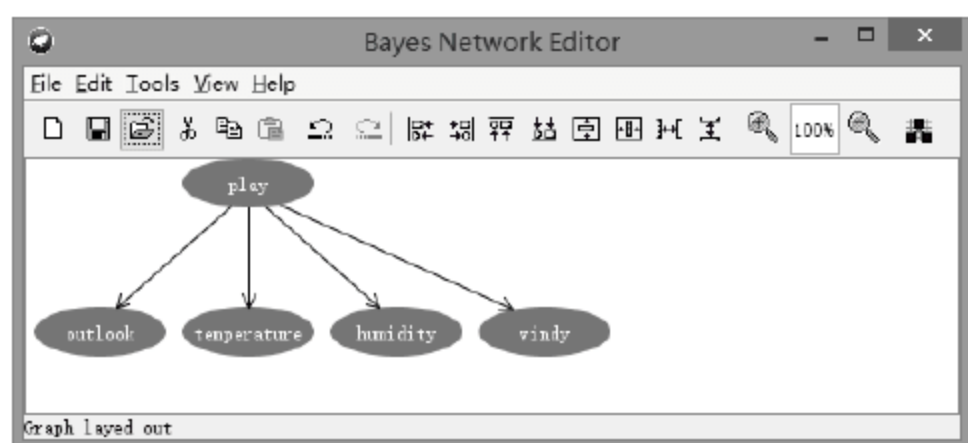 Bayes Network Editor
File Edit Tools View Help
100%
play
outlook temperature humidity windy
Graph layed out